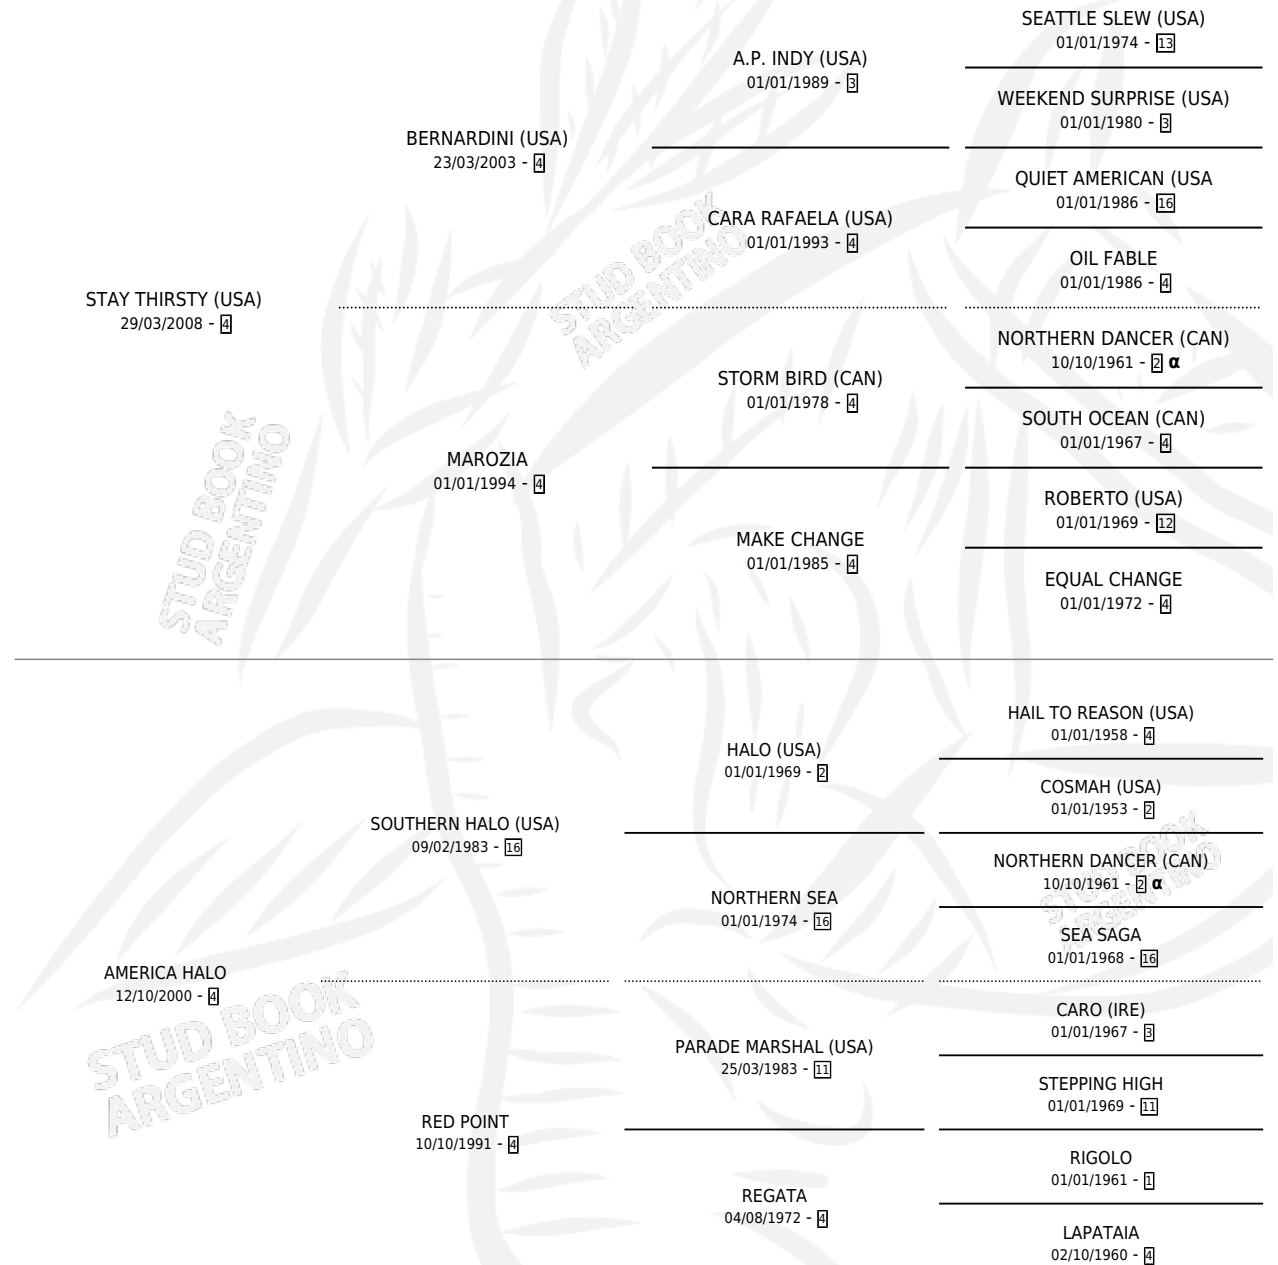 SEATTLE SLEW (USA)
01/01/1974 - 13
A.P. INDY (USA)
01/01/1989 - 3
WEEKEND SURPRISE (USA)
01/01/1980 - 3
BERNARDINI (USA)
23/03/2003 - 4
QUIET AMERICAN (USA
01/01/1986 - 16
CARA RAFAELA (USA)
01/01/1993 - 4
OIL FABLE
01/01/1986 - 4
STAY THIRSTY (USA)
29/03/2008 - 4
NORTHERN DANCER (CAN)
10/10/1961 - 2 α
STORM BIRD (CAN)
01/01/1978 - 4
SOUTH OCEAN (CAN)
01/01/1967 - 4
MAROZIA
01/01/1994 - 4
ROBERTO (USA)
01/01/1969 - 12
MAKE CHANGE
01/01/1985 - 4
EQUAL CHANGE
01/01/1972 - 4
HAIL TO REASON (USA)
01/01/1958 - 4
HALO (USA)
01/01/1969 - 2
COSMAH (USA)
01/01/1953 - 2
SOUTHERN HALO (USA)
09/02/1983 - 16
NORTHERN DANCER (CAN)
10/10/1961 - 2 α
NORTHERN SEA
01/01/1974 - 16
SEA SAGA
01/01/1968 - 16
AMERICA HALO
12/10/2000 - 4
CARO (IRE)
01/01/1967 - 3
PARADE MARSHAL (USA)
25/03/1983 - 11
STEPPING HIGH
01/01/1969 - 11
RED POINT
10/10/1991 - 4
RIGOLO
01/01/1961 - 1
REGATA
04/08/1972 - 4
LAPATAIA
02/10/1960 - 4
STUD BOOK
ARGENTINO
STUD BOOK
ARGENTINO
STUD BOOK
ARGENTINO
STUD BOOK
ARGENTINO